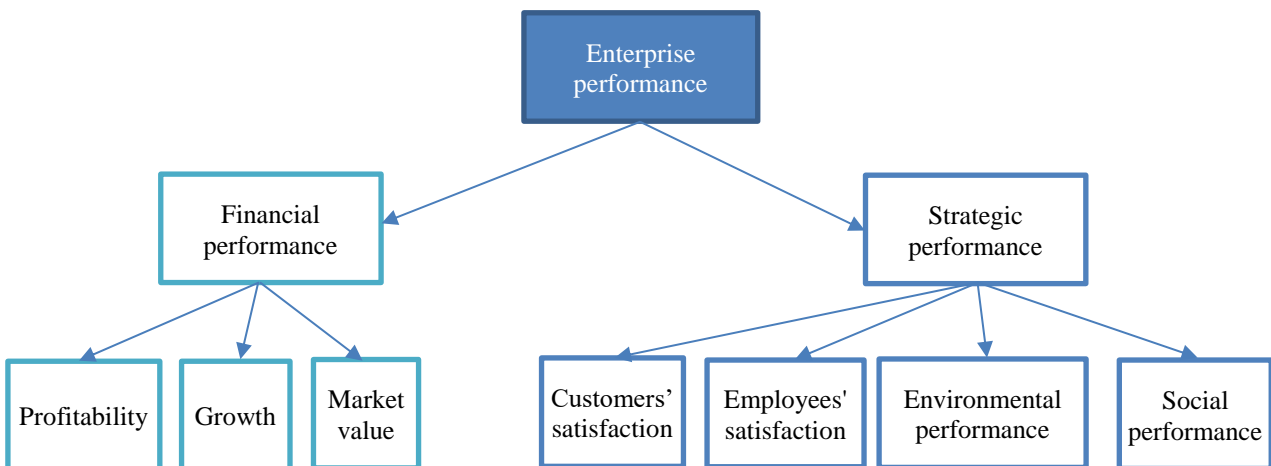 Enterprise
performance
Financial
performance
Strategic
performance
Profitability
Growth
Market
value
Customers’
satisfaction
Employees'
satisfaction
Environmental
performance
Social
performance